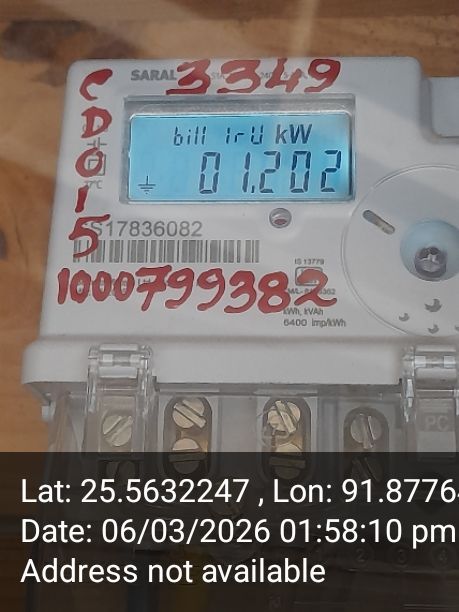 SARAL
3349
CD015
bill 1rU kW
01.202
S17836082
IS 13779
1000799382
kWh, kVAh
6400 imp/kWh
PC
Lat: 25.5632247 , Lon: 91.8776
Date: 06/03/2026 01:58:10 pm
Address not available